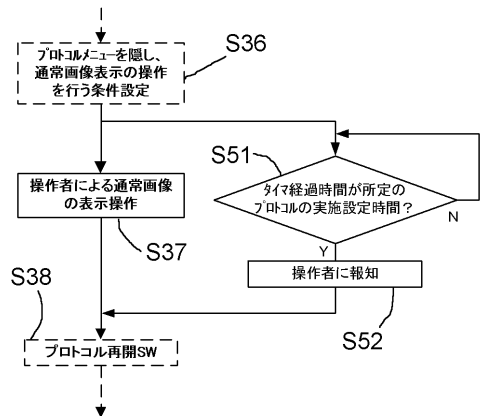 プロトコルメニューを隠し、
通常画像表示の操作
を行う条件設定
S36
S51
タイマ経過時間が所定の
プロトコルの実施設定時間？
N
Y
操作者による通常画像
の表示操作
S37
操作者に報知
S52
S38
プロトコル再開SW